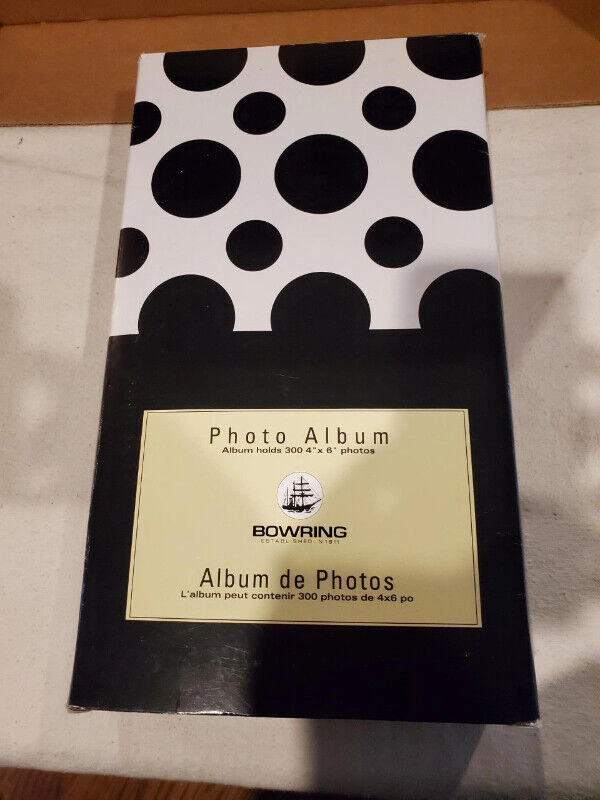 Photo Album
Album holds 300 4"x 6" photos
BOWRING
ESTABLISHED IN 1811
Album de Photos
L'album peut contenir 300 photos de 4x6 po